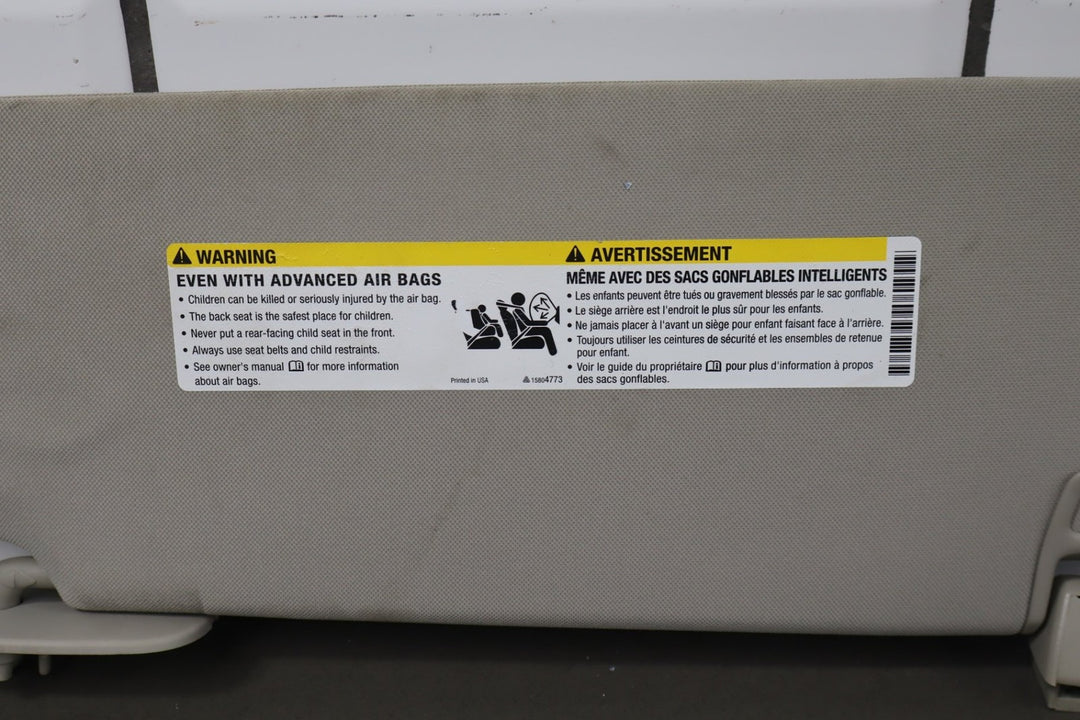 WARNING
EVEN WITH ADVANCED AIR BAGS
• Children can be killed or seriously injured by the air bag.
• The back seat is the safest place for children.
• Never put a rear-facing child seat in the front.
• Always use seat belts and child restraints.
• See owner's manual for more information
about air bags.
Printed in USA
15804773
AVERTISSEMENT
MÊME AVEC DES SACS GONFLABLES INTELLIGENTS
• Les enfants peuvent être tués ou gravement blessés par le sac gonflable.
• Le siège arrière est l'endroit le plus sûr pour les enfants.
• Ne jamais placer à l'avant un siège pour enfant faisant face à l'arrière.
• Toujours utiliser les ceintures de sécurité et les ensembles de retenue
pour enfant.
• Voir le guide du propriétaire pour plus d'information à propos
des sacs gonflables.